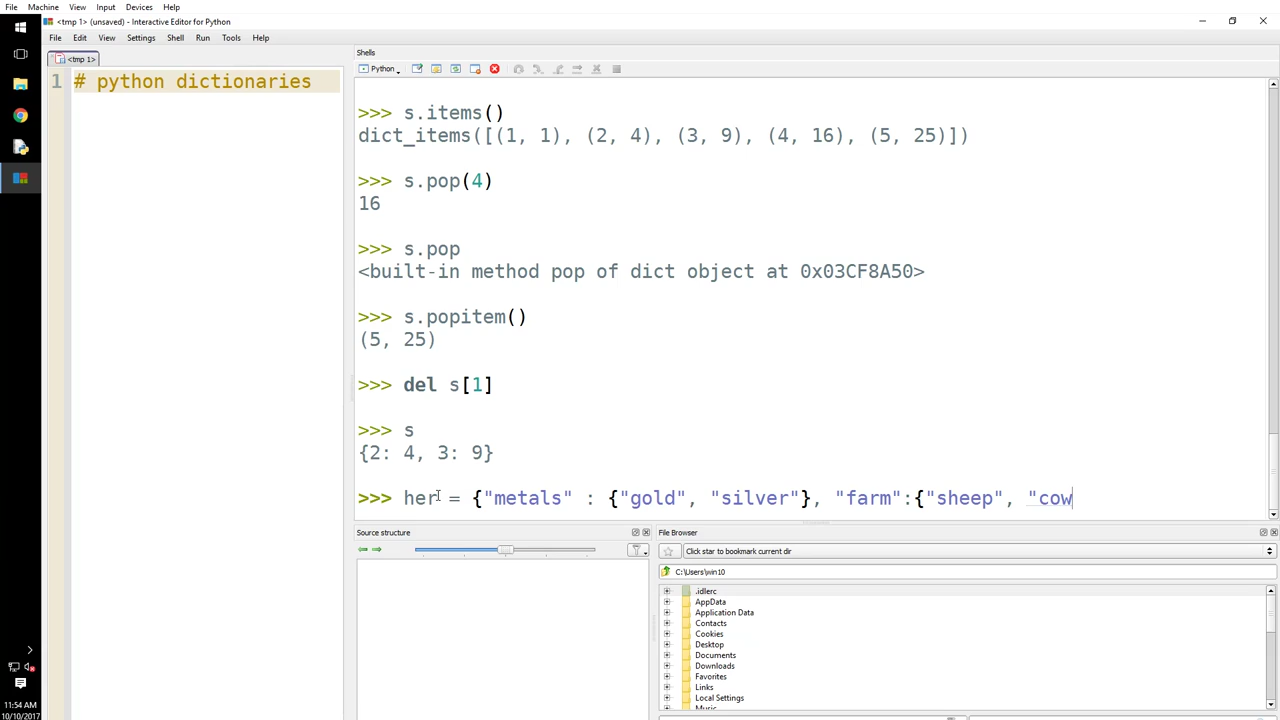 File Machine View Input Devices Help
<tmp 1> (unsaved) - Interactive Editor for Python
File Edit View Settings Shell Run Tools Help
<tmp 1>
1 # python dictionaries
Shells
Python
>>> s.items()
dict_items([(1, 1), (2, 4), (3, 9), (4, 16), (5, 25)])
>>> s.pop(4)
16
>>> s.pop
<built-in method pop of dict object at 0x03CF8A50>
>>> s.popitem()
(5, 25)
>>> del s[1]
>>> s
{2: 4, 3: 9}
>>> her = {"metals" : {"gold", "silver"}, "farm":{"sheep", "cow
Source structure
File Browser
Click star to bookmark current dir
C:\Users\win10
.idlerc
AppData
Application Data
Contacts
Cookies
Desktop
Documents
Downloads
Favorites
Links
Local Settings
Music
11:54 AM
10/10/2017